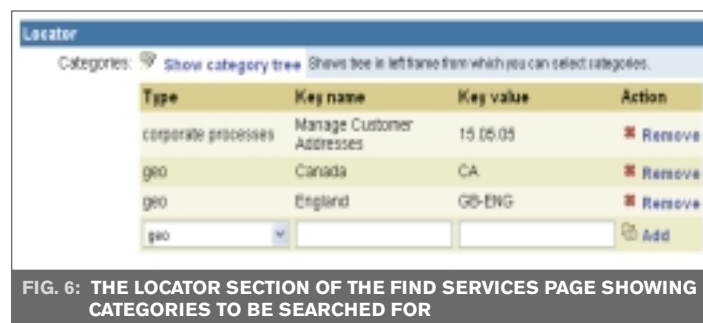 Locator
Categories: Show category tree Shows tree in left frame from which you can select categories.
Type Key name Key value Action
corporate processes Manage Customer Addresses 15.05.05 Remove
geo Canada CA Remove
geo England GB-ENG Remove
geo Add
FIG. 6: THE LOCATOR SECTION OF THE FIND SERVICES PAGE SHOWING
CATEGORIES TO BE SEARCHED FOR